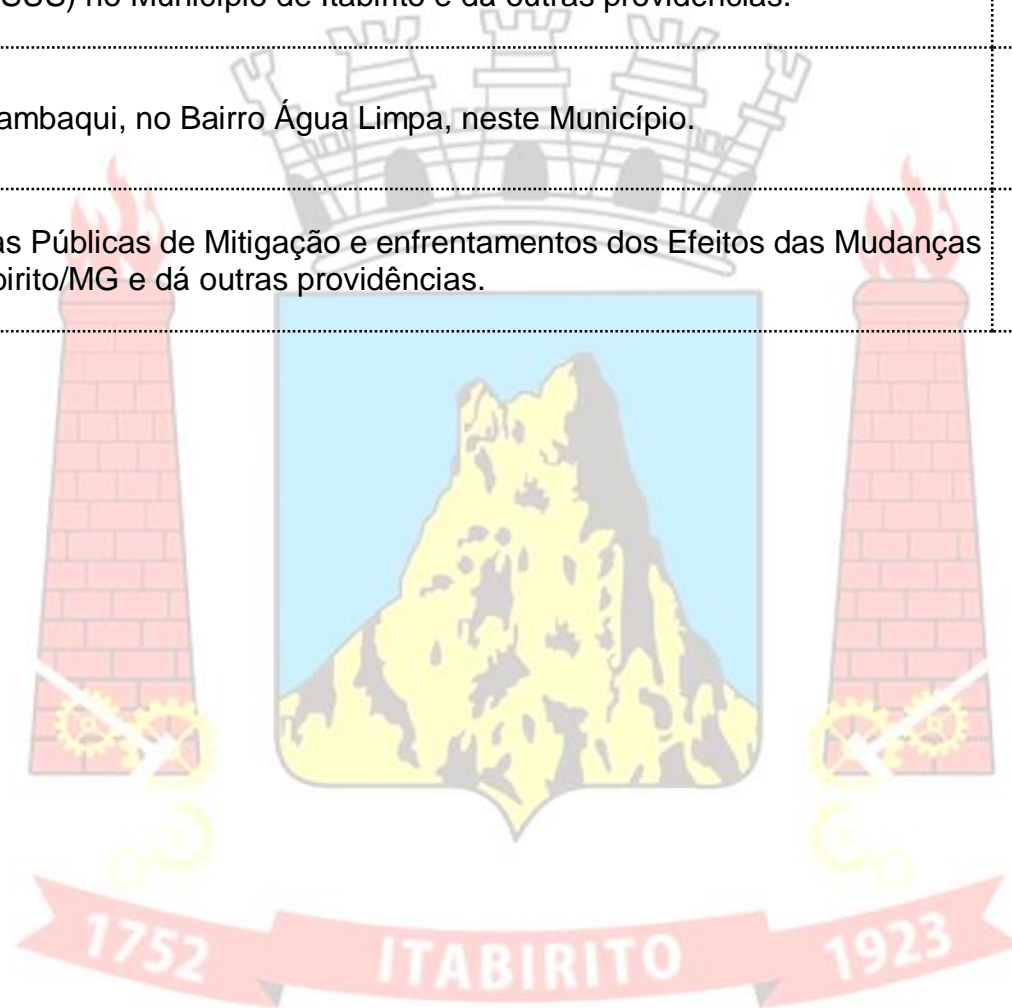 no Município de Itabirito e dá outras providências.
ambaqui, no Bairro Água Limpa, neste Município.
as Públicas de Mitigação e enfrentamentos dos Efeitos das Mudanças
birito/MG e dá outras providências.
1752 ITABIRITO 1923